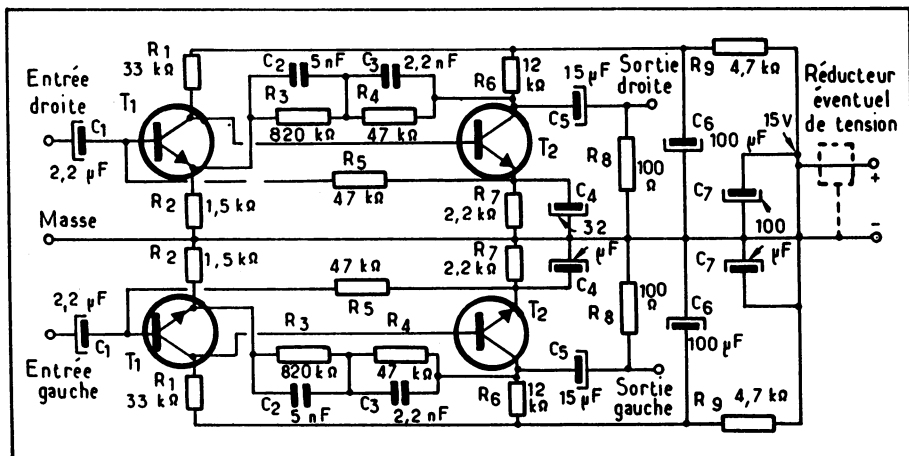 R1
33
kΩ
Entrée
droite
T1
C1
2,2 µF
C2
5 nF
C3
2,2 nF
R3
820 kΩ
R4
47 kΩ
R5
47 kΩ
R6
12
kΩ
T2
15 µF
C5
Sortie
droite
R8
100
Ω
R9
4,7 kΩ
C6
100
µF
15V
Réducteur
éventuel
de tension
+
R2
1,5 kΩ
R7
2,2 kΩ
C4
32
µF
C7
100
Masse
−
R2
1,5 kΩ
47 kΩ
R5
R7
2,2 kΩ
C4
C7
2,2 µF
C1
T1
Entrée
gauche
R1
33 kΩ
R3
820 kΩ
C2
5 nF
R4
47
kΩ
C3
2,2 nF
T2
R6
12
kΩ
C5
15 µF
R8
100
Ω
Sortie
gauche
C6
100 µF
R9
4,7 kΩ